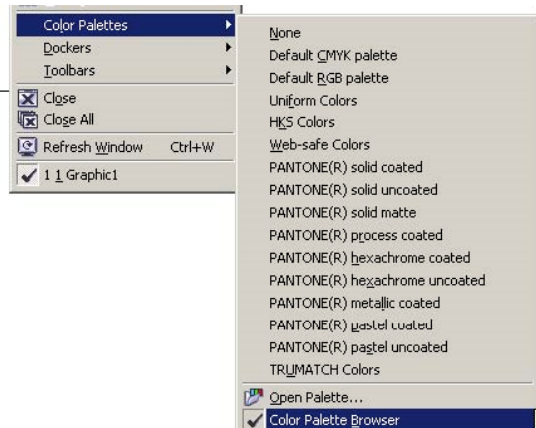 Color Palettes
Dockers
Toolbars
Close
Close All
Refresh Window Ctrl+W
1 1 Graphic1
None
Default CMYK palette
Default RGB palette
Uniform Colors
HKS Colors
Web-safe Colors
PANTONE(R) solid coated
PANTONE(R) solid uncoated
PANTONE(R) solid matte
PANTONE(R) process coated
PANTONE(R) hexachrome coated
PANTONE(R) hexachrome uncoated
PANTONE(R) metallic coated
PANTONE(R) pastel coated
PANTONE(R) pastel uncoated
TRUMATCH Colors
Open Palette...
Color Palette Browser